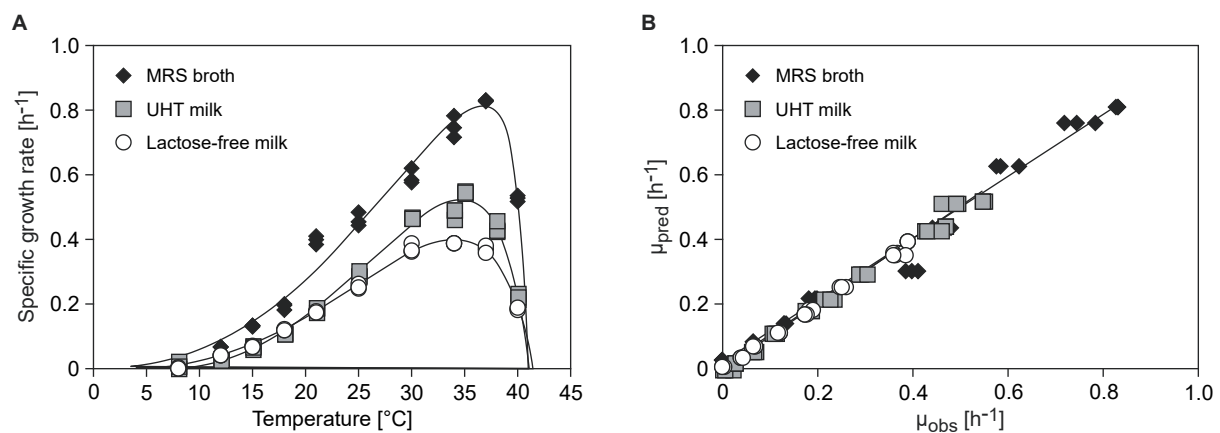 A
1.0
0.8
0.6
0.4
0.2
0
Specific growth rate [h-1]
MRS broth
UHT milk
Lactose-free milk
0 5 10 15 20 25 30 35 40 45
Temperature [°C]
B
1.0
0.8
0.6
0.4
0.2
0
μpred [h-1]
MRS broth
UHT milk
Lactose-free milk
0 0.2 0.4 0.6 0.8 1.0
μobs [h-1]